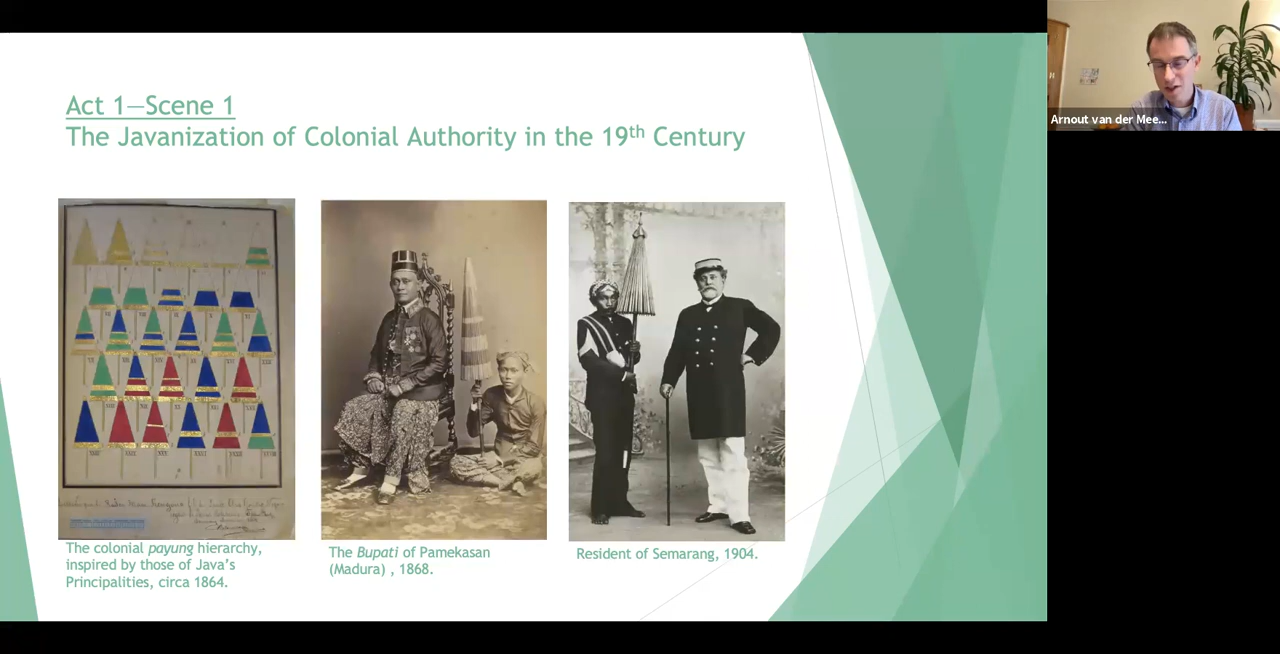 Act 1—Scene 1
The Javanization of Colonial Authority in the 19th Century
The colonial payung hierarchy,
inspired by those of Java’s
Principalities, circa 1864.
The Bupati of Pamekasan
(Madura) , 1868.
Resident of Semarang, 1904.
Arnout van der Mee...